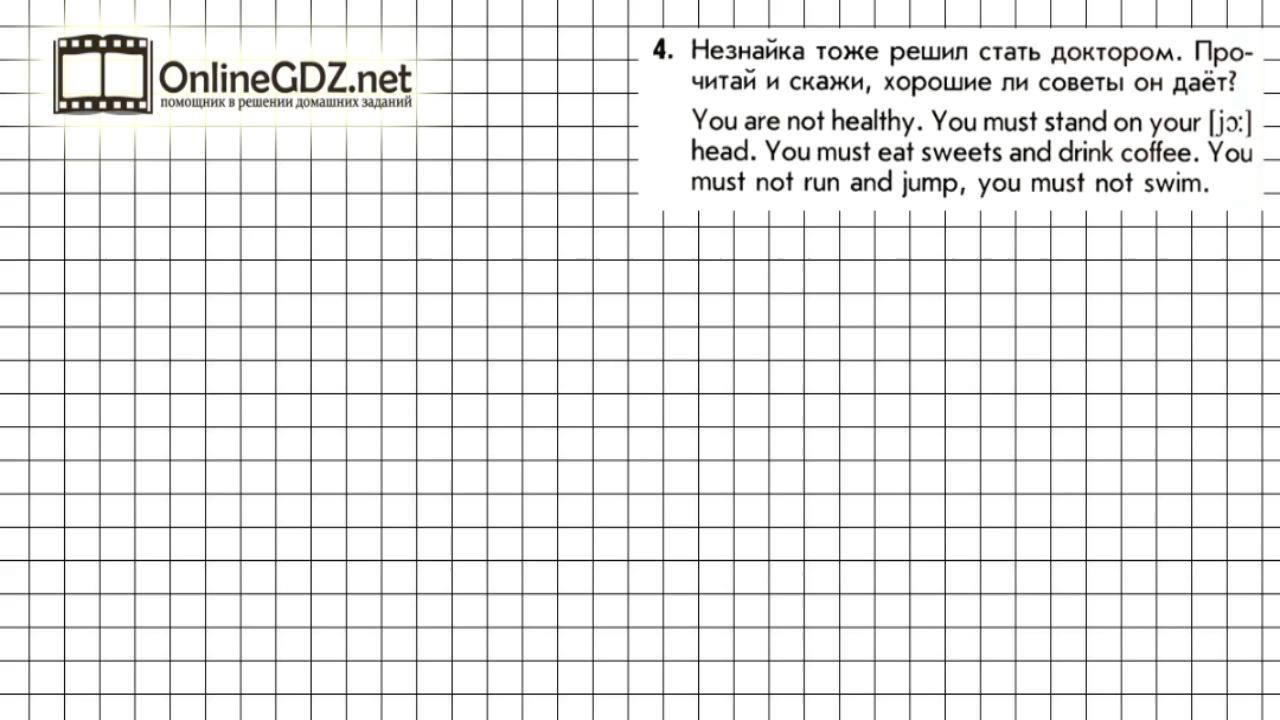 OnlineGDZ.net
помощник в решении домашних заданий
4. Незнайка тоже решил стать доктором. Про-
читай и скажи, хорошие ли советы он даёт?
You are not healthy. You must stand on your [jɔ:]
head. You must eat sweets and drink coffee. You
must not run and jump, you must not swim.